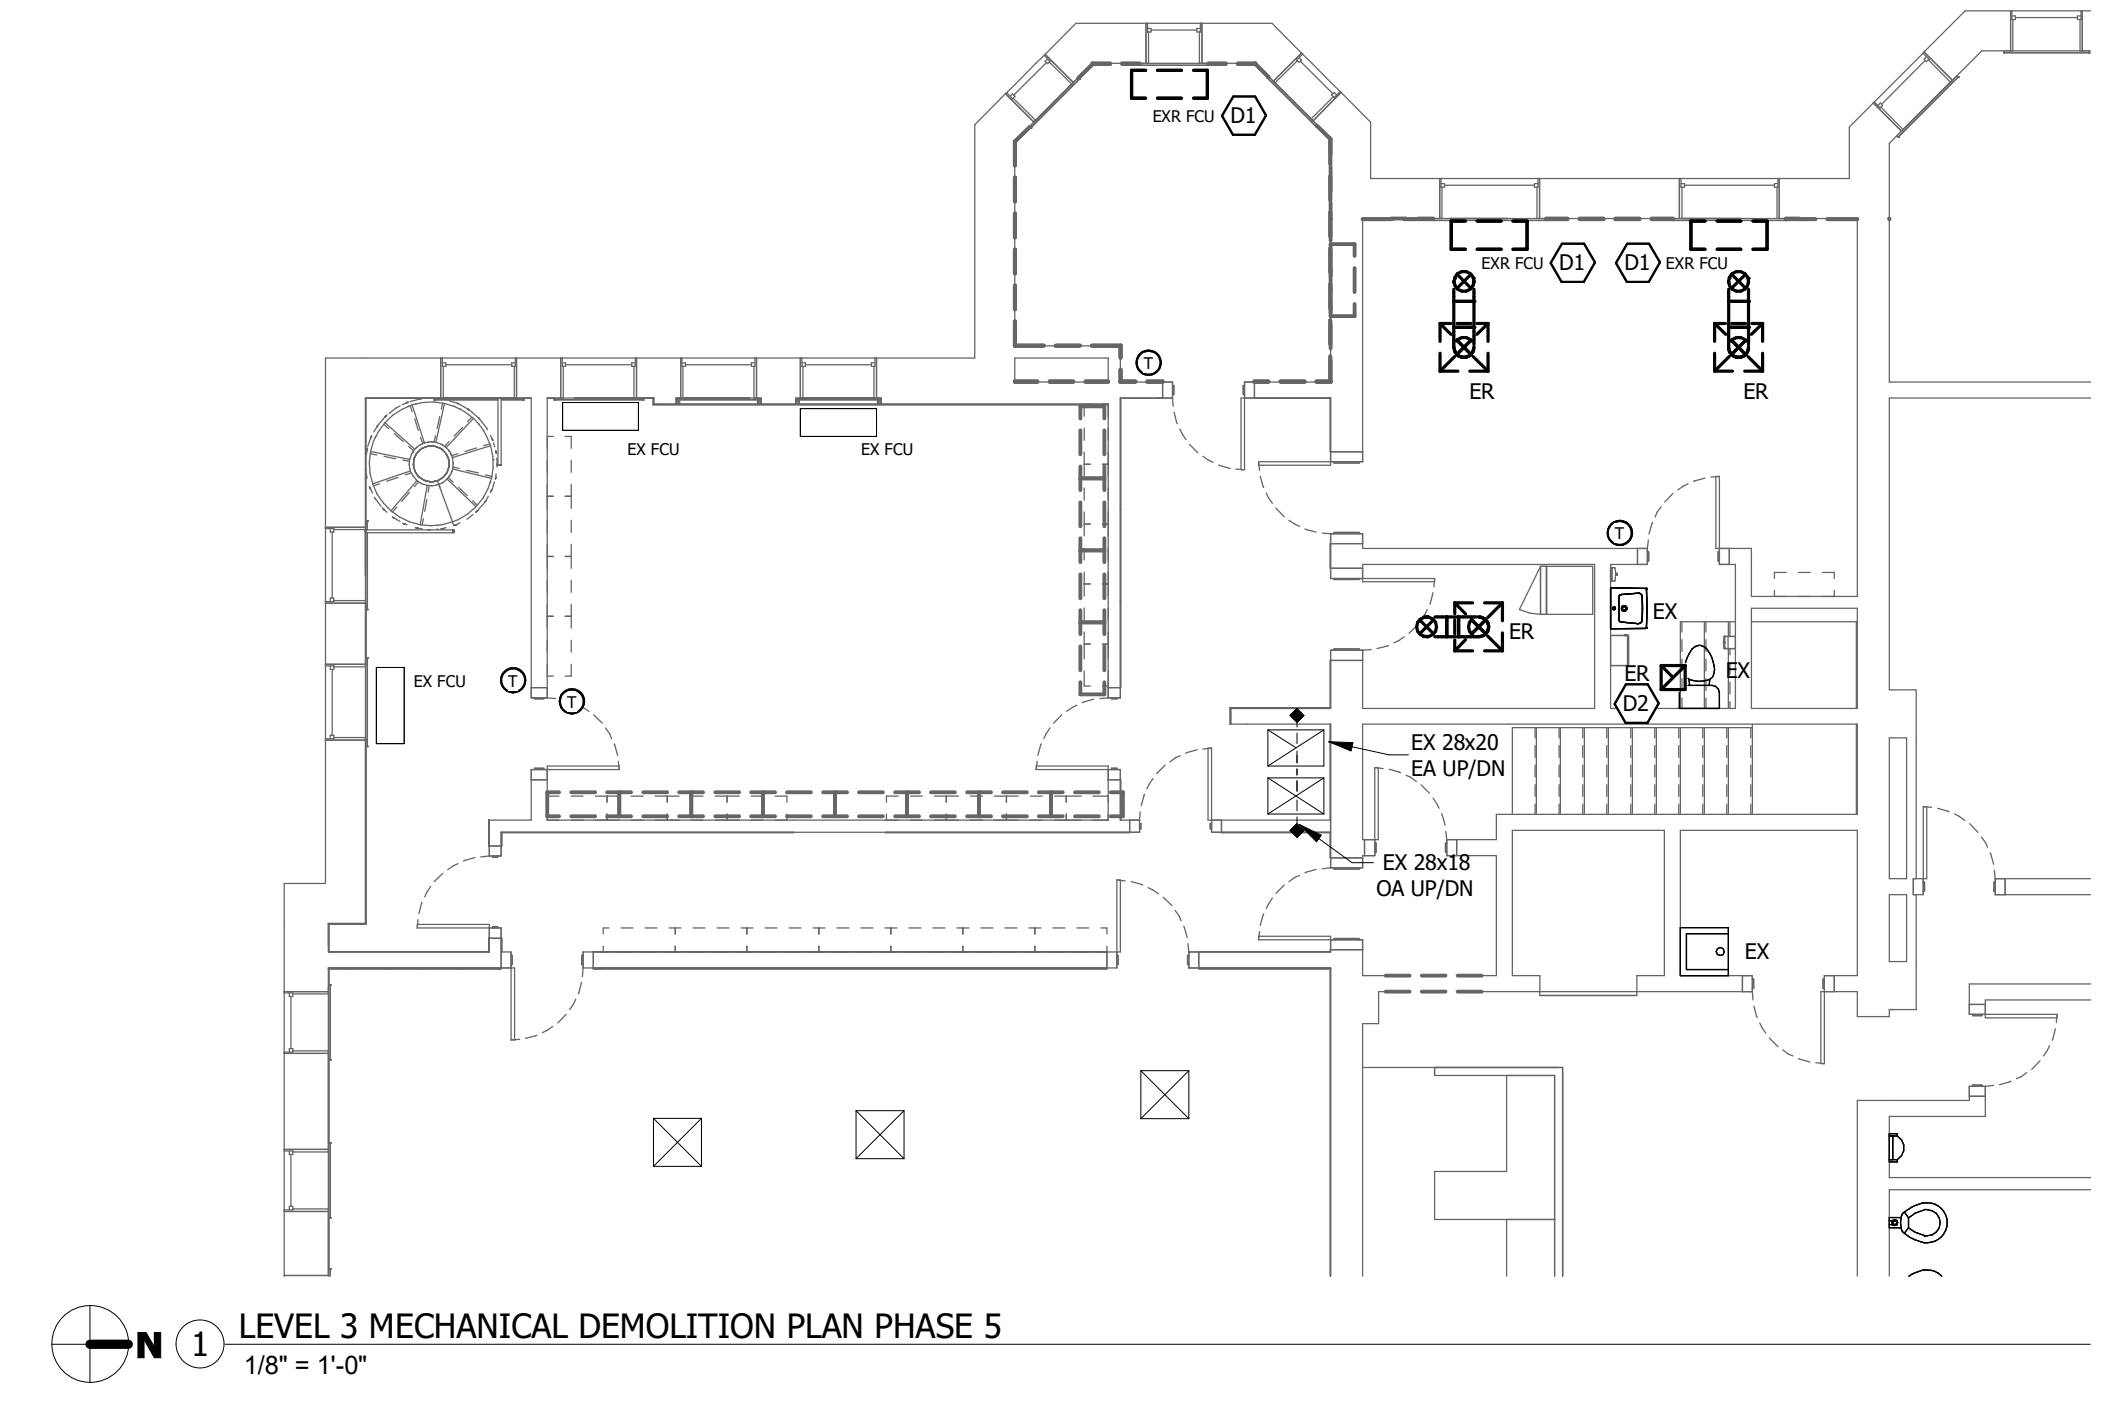 EXR FCU D1
EXR FCU D1
D1 EXR FCU
ER
ER
T
EX FCU
EX FCU
T
EX
ER
ER
EX
D2
EX FCU
T
T
EX 28x20
EA UP/DN
EX 28x18
OA UP/DN
EX
N
1
LEVEL 3 MECHANICAL DEMOLITION PLAN PHASE 5
1/8" = 1'-0"